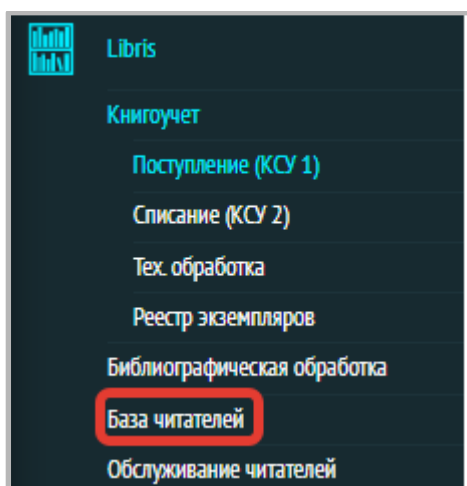 Libris
Книгоучет
Поступление (КСУ 1)
Списание (КСУ 2)
Тех. обработка
Реестр экземпляров
Библиографическая обработка
База читателей
Обслуживание читателей